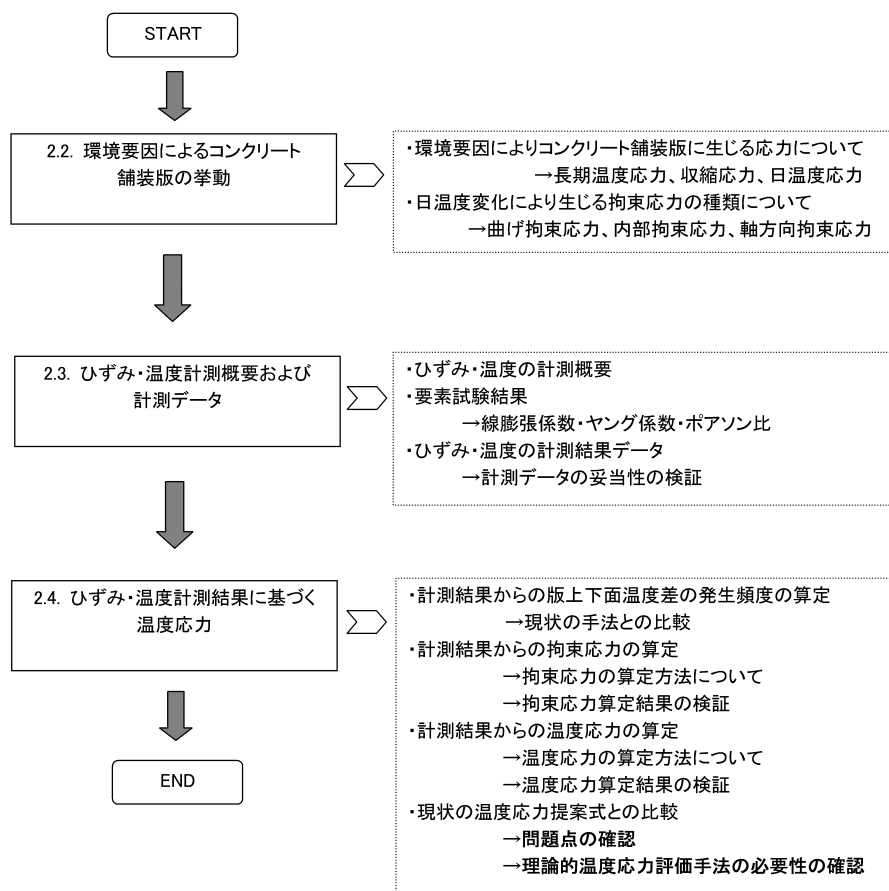 START
2.2. 環境要因によるコンクリート
舗装版の挙動
・環境要因によりコンクリート舗装版に生じる応力について
→長期温度応力、収縮応力、日温度応力
・日温度変化により生じる拘束応力の種類について
→曲げ拘束応力、内部拘束応力、軸方向拘束応力
2.3. ひずみ・温度計測概要および
計測データ
・ひずみ・温度の計測概要
・要素試験結果
→線膨張係数・ヤング係数・ポアソン比
・ひずみ・温度の計測結果データ
→計測データの妥当性の検証
2.4. ひずみ・温度計測結果に基づく
温度応力
・計測結果からの版上下面温度差の発生頻度の算定
→現状の手法との比較
・計測結果からの拘束応力の算定
→拘束応力の算定方法について
→拘束応力算定結果の検証
・計測結果からの温度応力の算定
→温度応力の算定方法について
→温度応力算定結果の検証
・現状の温度応力提案式との比較
→問題点の確認
→理論的温度応力評価手法の必要性の確認
END